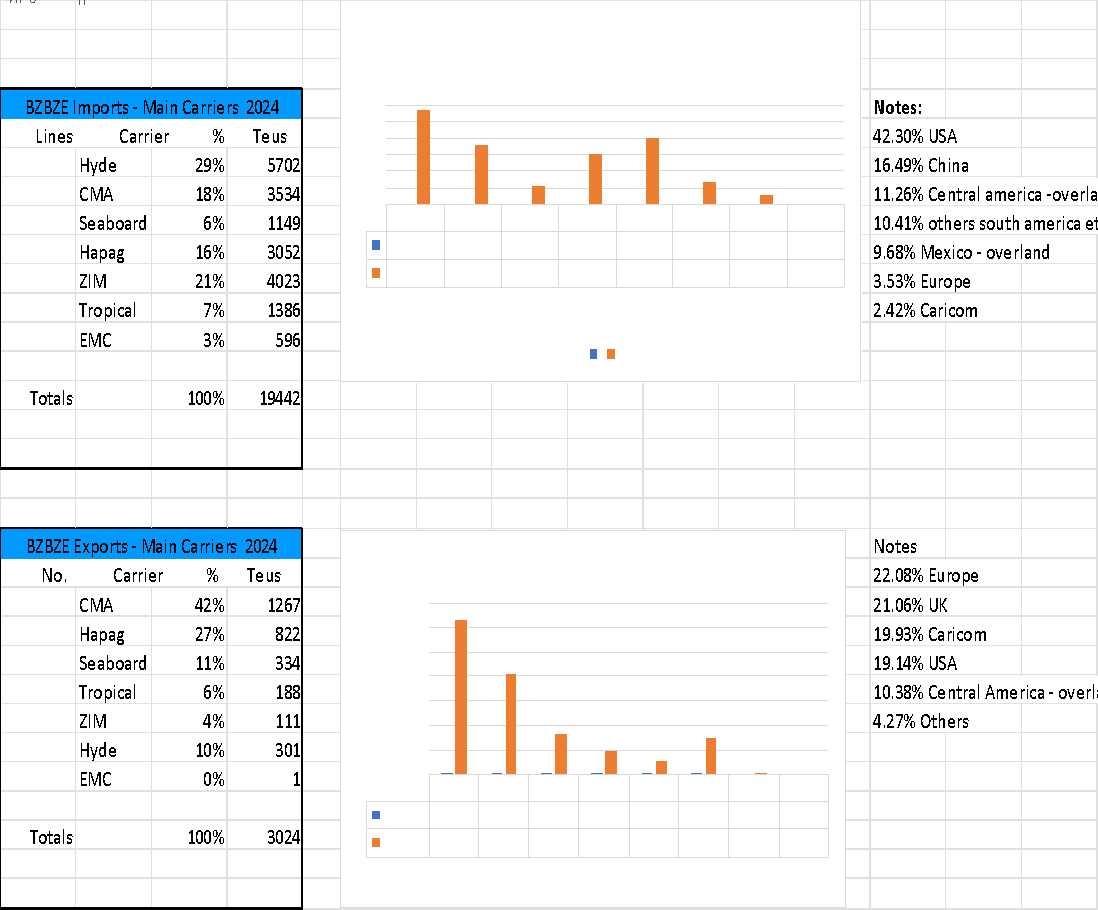 BZBZE Imports - Main Carriers 2024
Lines Carrier % Teus
Hyde 29% 5702
CMA 18% 3534
Seaboard 6% 1149
Hapag 16% 3052
ZIM 21% 4023
Tropical 7% 1386
EMC 3% 596
Totals 100% 19442
Notes:
42.30% USA
16.49% China
11.26% Central america -overla
10.41% others south america et
9.68% Mexico - overland
3.53% Europe
2.42% Caricom
BZBZE Exports - Main Carriers 2024
No. Carrier % Teus
CMA 42% 1267
Hapag 27% 822
Seaboard 11% 334
Tropical 6% 188
ZIM 4% 111
Hyde 10% 301
EMC 0% 1
Totals 100% 3024
Notes
22.08% Europe
21.06% UK
19.93% Caricom
19.14% USA
10.38% Central America - overla
4.27% Others